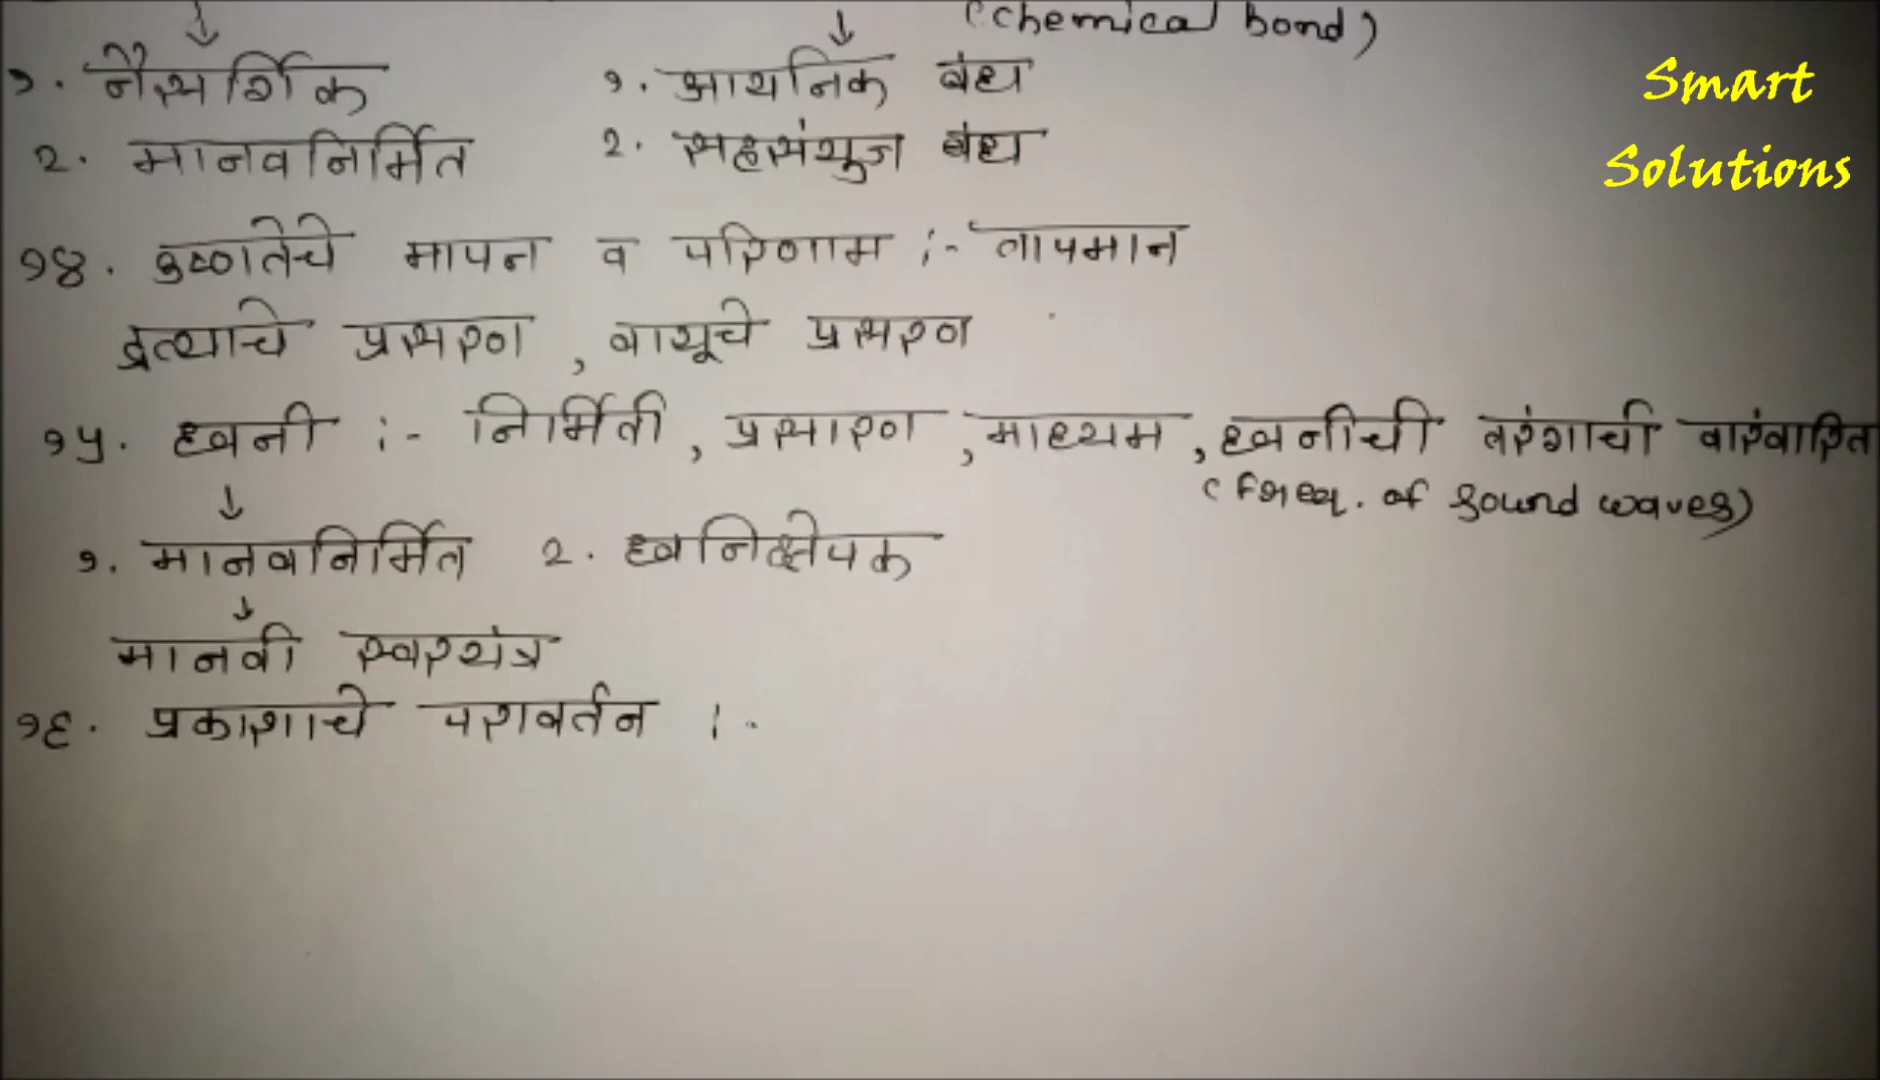 (chemical bond)
१. नैसर्गिक १. आयनिक बंध
२. मानवनिर्मित २. सहसंयुज बंध
१४. उष्णतेचे मापन व परिणाम :- तापमान
द्रव्याचे प्रसरण , वायूचे प्रसरण
१५. ध्वनी :- निर्मिती , प्रसारण , माध्यम , ध्वनीची तरंगाची वारंवारित
(freq. of sound waves)
१. मानवनिर्मित २. ध्वनिक्षेपक
मानवी स्वरयंत्र
१६. प्रकाशाचे परावर्तन :-
Smart
Solutions